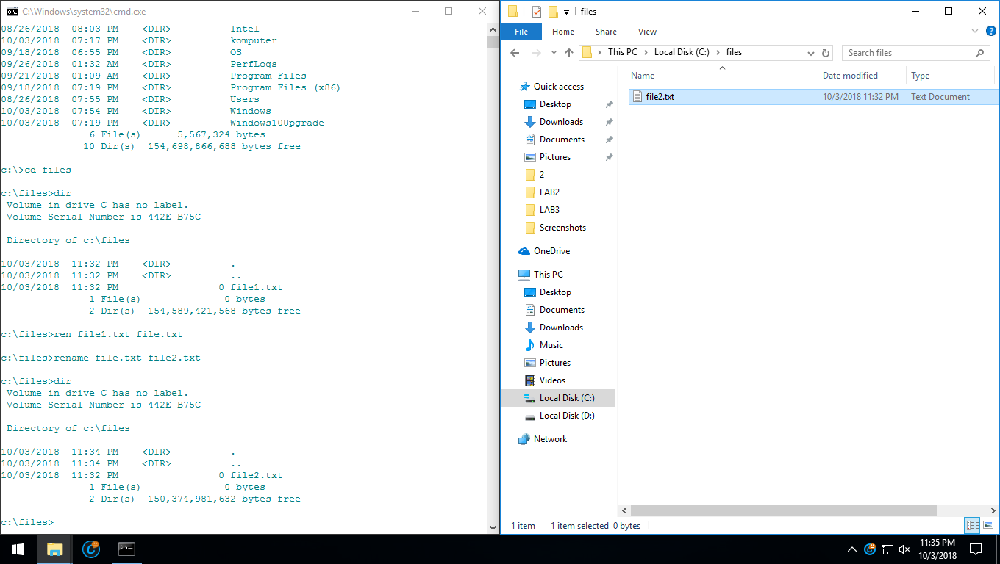 C:\Windows\system32\cmd.exe
08/26/2018  08:03 PM    <DIR>          Intel
10/03/2018  07:17 PM    <DIR>          komputer
09/18/2018  06:55 PM    <DIR>          OS
09/26/2018  01:32 AM    <DIR>          PerfLogs
09/21/2018  01:09 AM    <DIR>          Program Files
09/18/2018  07:19 PM    <DIR>          Program Files (x86)
08/26/2018  07:55 PM    <DIR>          Users
10/03/2018  07:54 PM    <DIR>          Windows
10/03/2018  07:19 PM    <DIR>          Windows10Upgrade
6 File(s)      5,567,324 bytes
10 Dir(s)  154,698,866,688 bytes free
c:\>cd files
c:\files>dir
Volume in drive C has no label.
Volume Serial Number is 442E-B75C
Directory of c:\files
10/03/2018  11:32 PM    <DIR>          .
10/03/2018  11:32 PM    <DIR>          ..
10/03/2018  11:32 PM                 0 file1.txt
1 File(s)              0 bytes
2 Dir(s)  154,589,421,568 bytes free
c:\files>ren file1.txt file.txt
c:\files>rename file.txt file2.txt
c:\files>dir
Volume in drive C has no label.
Volume Serial Number is 442E-B75C
Directory of c:\files
10/03/2018  11:34 PM    <DIR>          .
10/03/2018  11:34 PM    <DIR>          ..
10/03/2018  11:32 PM                 0 file2.txt
1 File(s)              0 bytes
2 Dir(s)  150,374,981,632 bytes free
c:\files>
files
File Home Share View
This PC > Local Disk (C:) > files
Search files
Name Date modified Type
file2.txt 10/3/2018 11:32 PM Text Document
Quick access
Desktop
Downloads
Documents
Pictures
2
LAB2
LAB3
Screenshots
OneDrive
This PC
Desktop
Documents
Downloads
Music
Pictures
Videos
Local Disk (C:)
Local Disk (D:)
Network
1 item 1 item selected 0 bytes
11:35 PM
10/3/2018